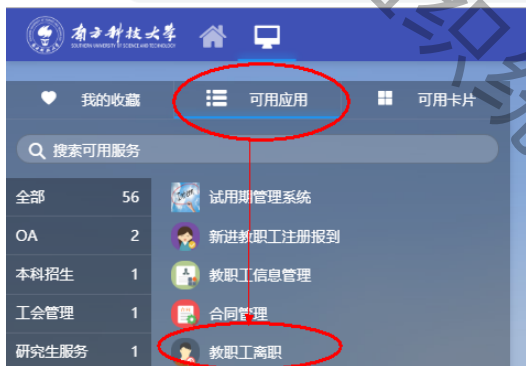 南方科技大学
SOUTHERN UNIVERSITY OF SCIENCE AND TECHNOLOGY
我的收藏
可用应用
可用卡片
搜索可用服务
全部 56
试用期管理系统
OA 2
新进教职工注册报到
本科招生 1
教职工信息管理
工会管理 1
合同管理
研究生服务 1
教职工离职